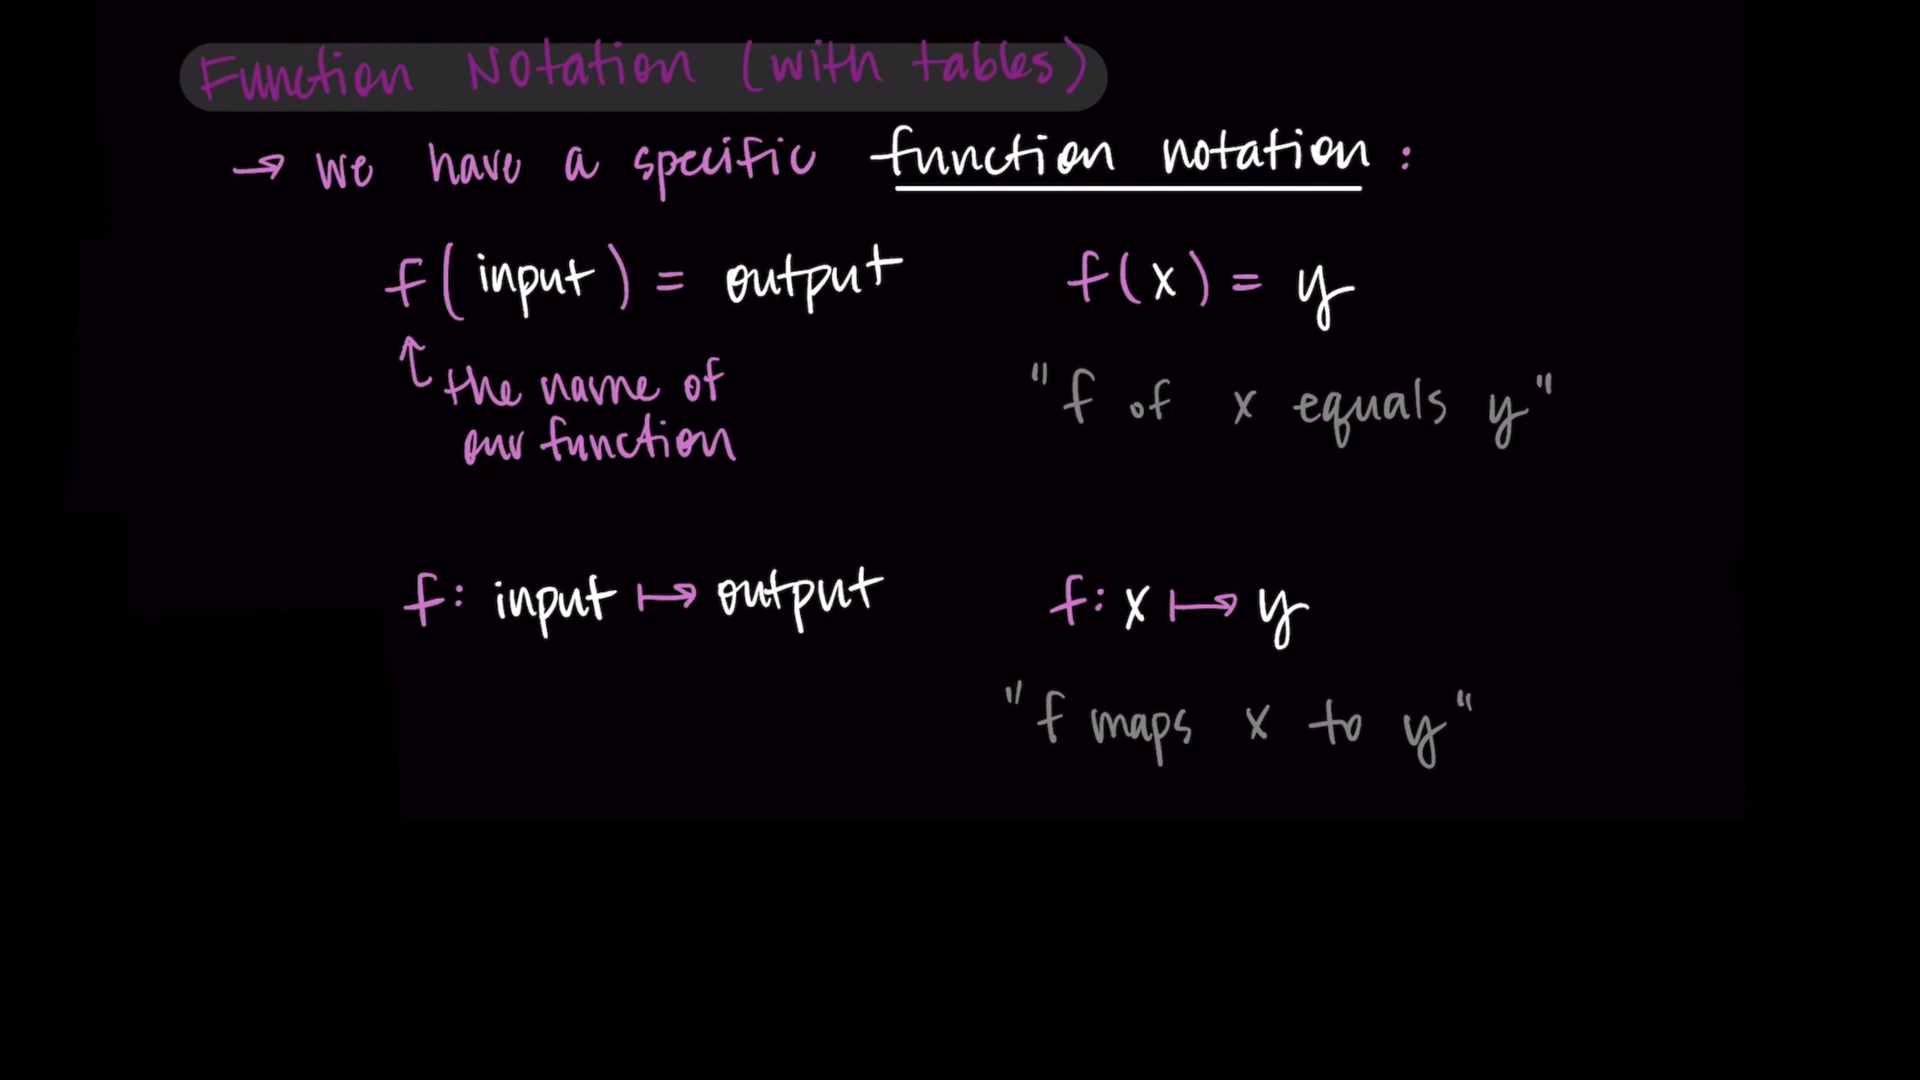 Function Notation (with tables)
→ we have a specific function notation:
f(input) = output
f(x) = y
↑ the name of
our function
"f of x equals y"
f: input ↦ output
f: x ↦ y
"f maps x to y"